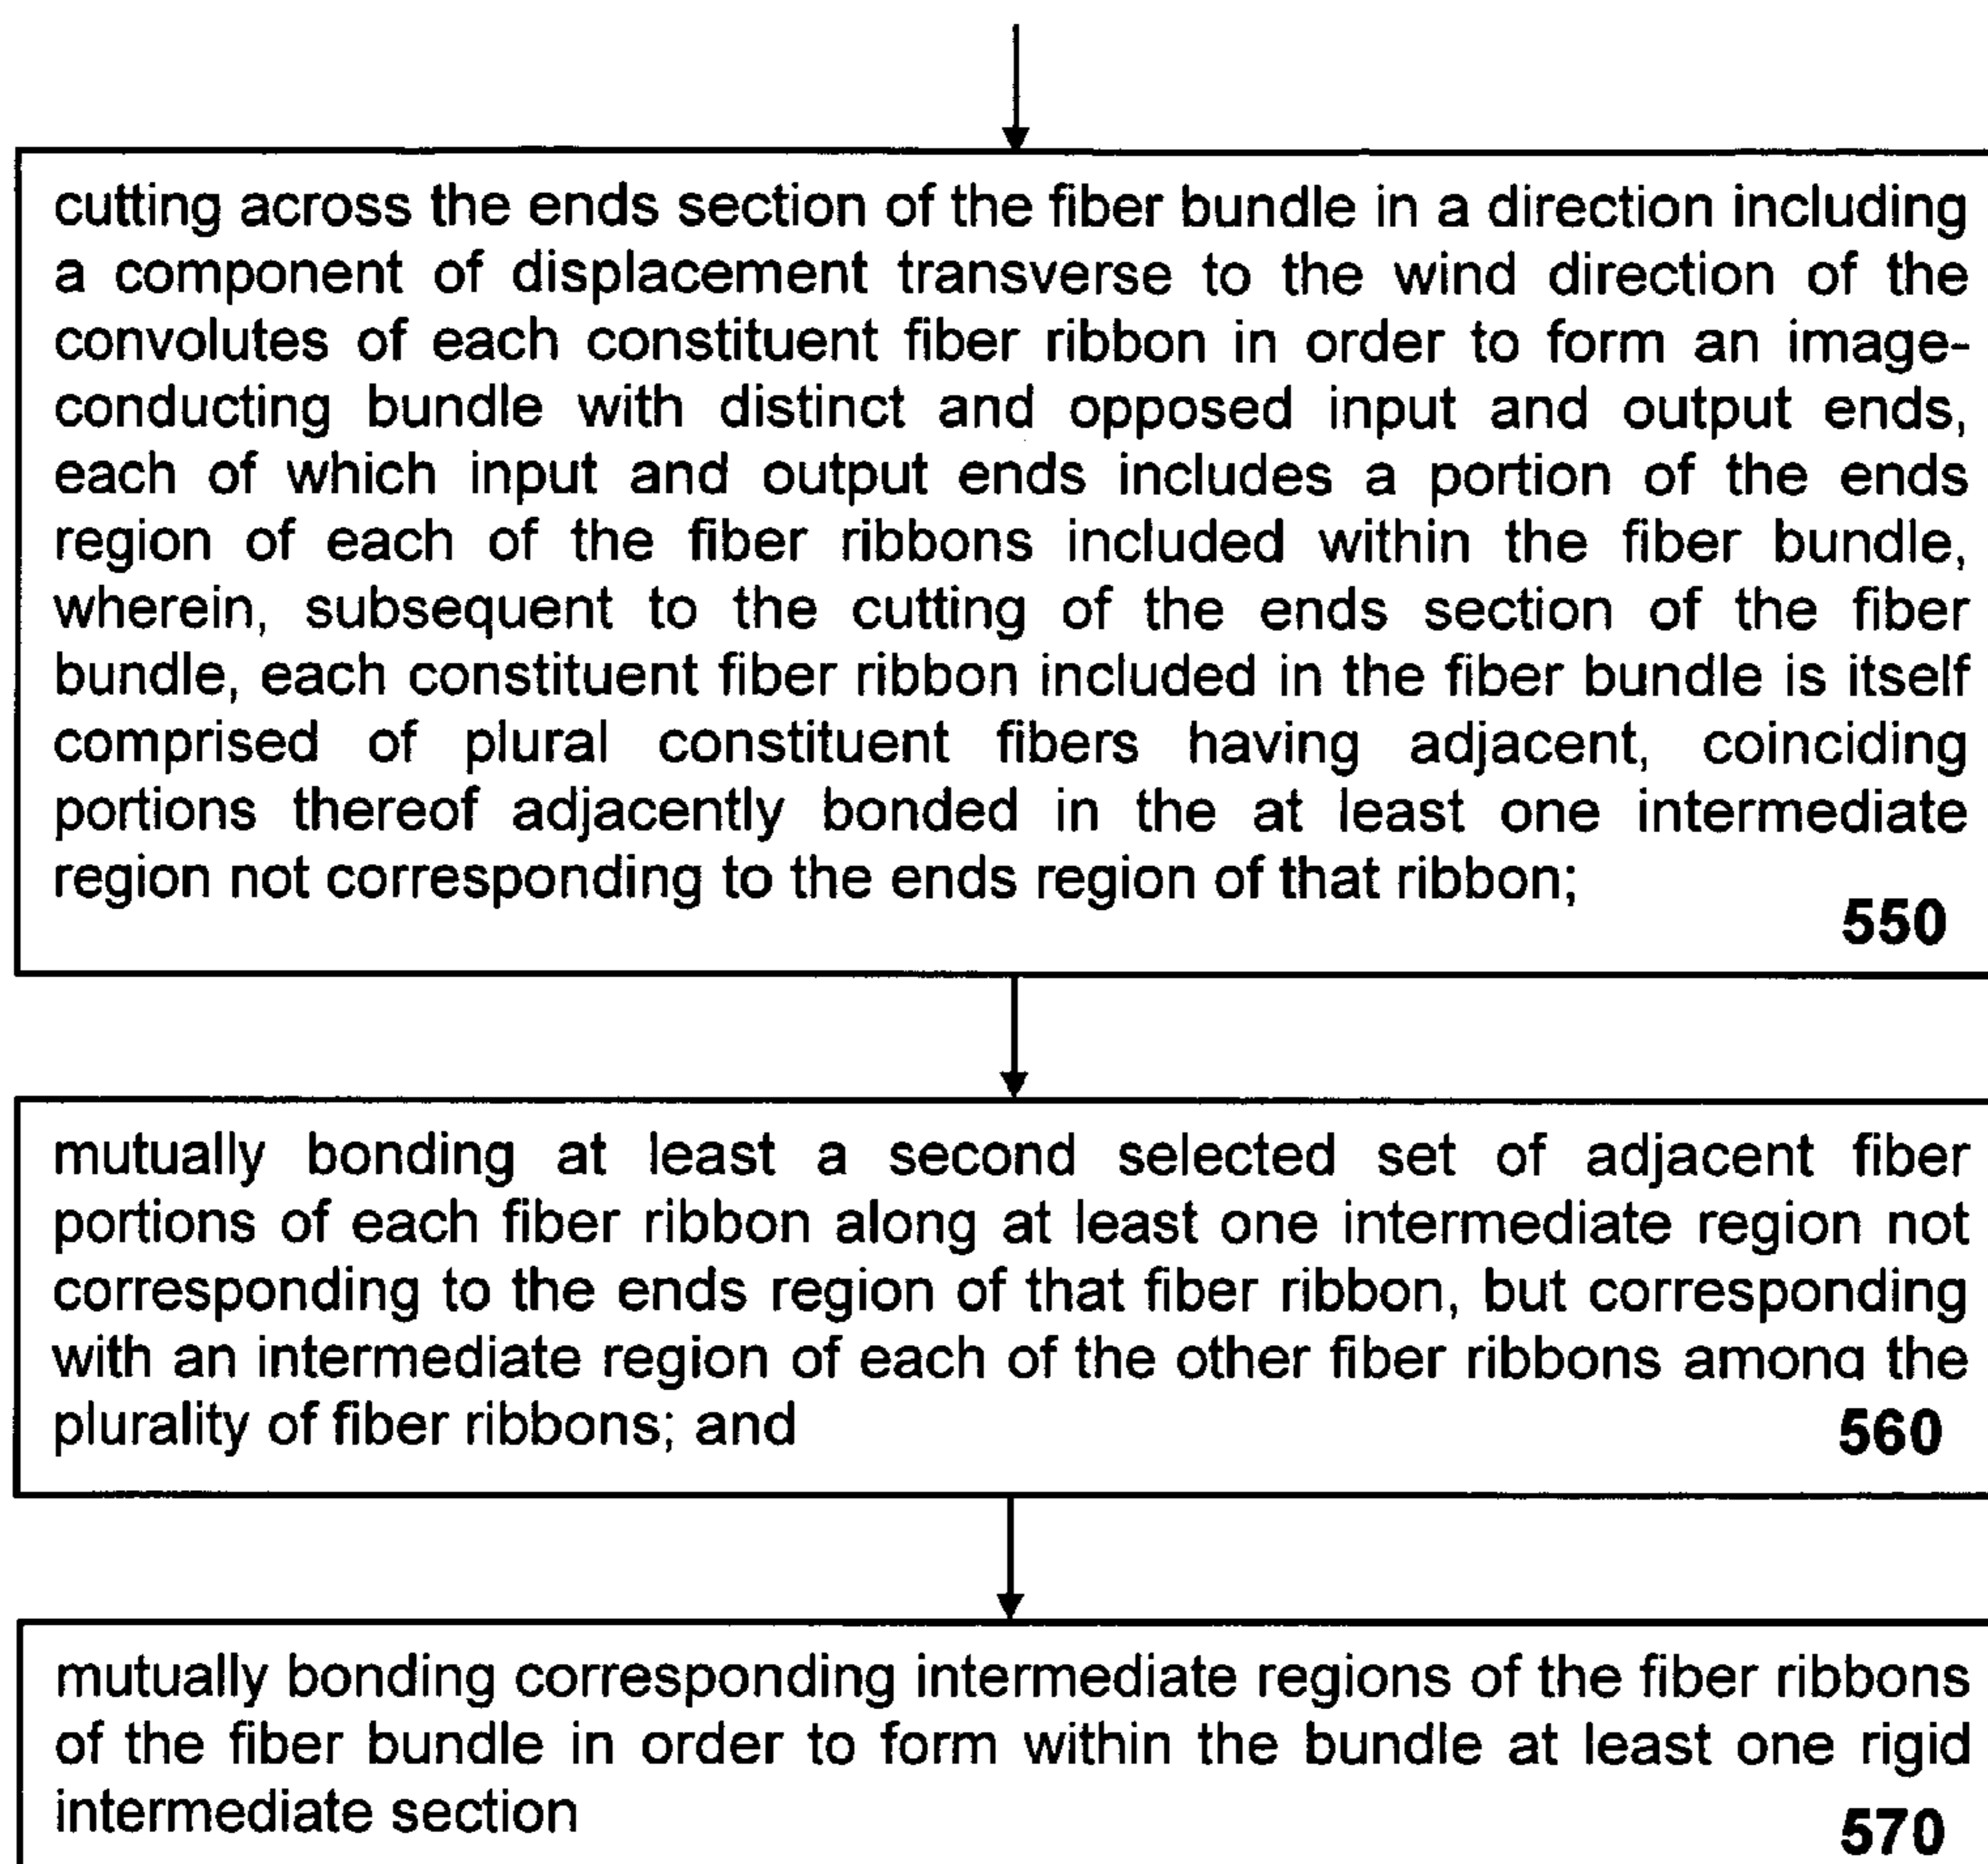 cutting across the ends section of the fiber bundle in a direction including
a component of displacement transverse to the wind direction of the
convolutes of each constituent fiber ribbon in order to form an image-
conducting bundle with distinct and opposed input and output ends,
each of which input and output ends includes a portion of the ends
region of each of the fiber ribbons included within the fiber bundle,
wherein, subsequent to the cutting of the ends section of the fiber
bundle, each constituent fiber ribbon included in the fiber bundle is itself
comprised of plural constituent fibers having adjacent, coinciding
portions thereof adjacently bonded in the at least one intermediate
region not corresponding to the ends region of that ribbon;
550
mutually bonding at least a second selected set of adjacent fiber
portions of each fiber ribbon along at least one intermediate region not
corresponding to the ends region of that fiber ribbon, but corresponding
with an intermediate region of each of the other fiber ribbons among the
plurality of fiber ribbons; and
560
mutually bonding corresponding intermediate regions of the fiber ribbons
of the fiber bundle in order to form within the bundle at least one rigid
intermediate section
570